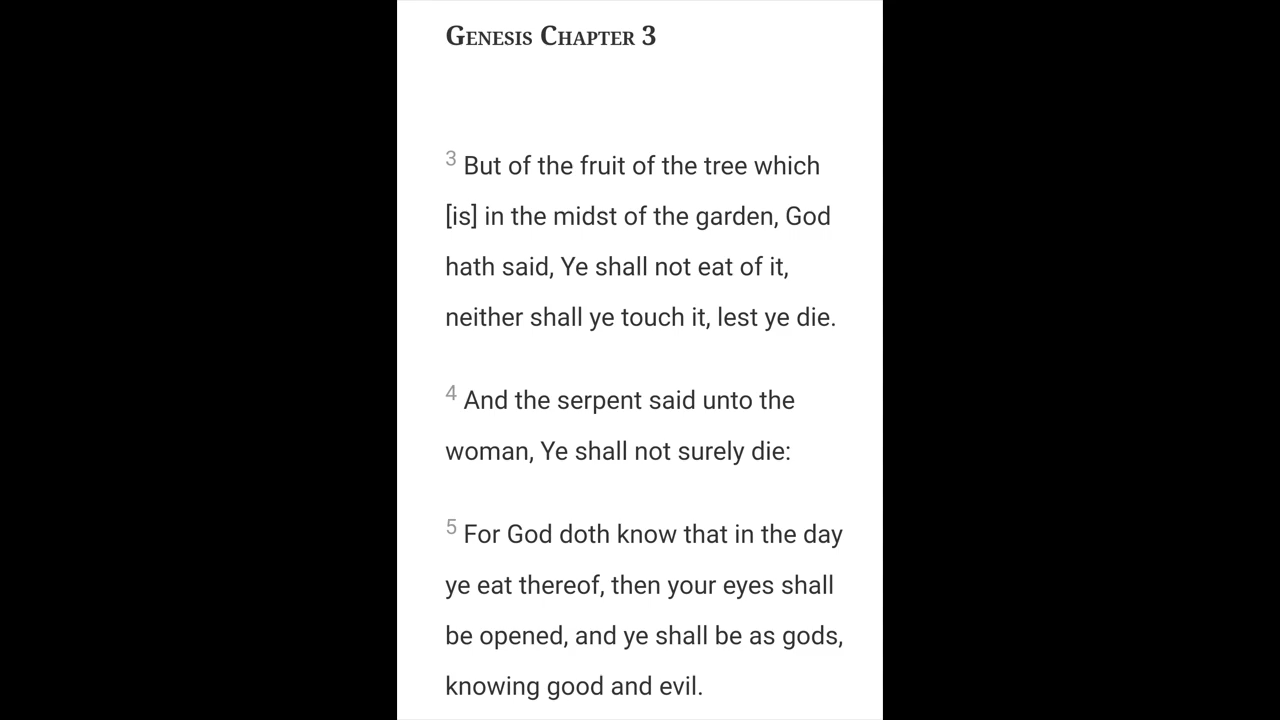 Genesis Chapter 3
3 But of the fruit of the tree which
[is] in the midst of the garden, God
hath said, Ye shall not eat of it,
neither shall ye touch it, lest ye die.
4 And the serpent said unto the
woman, Ye shall not surely die:
5 For God doth know that in the day
ye eat thereof, then your eyes shall
be opened, and ye shall be as gods,
knowing good and evil.